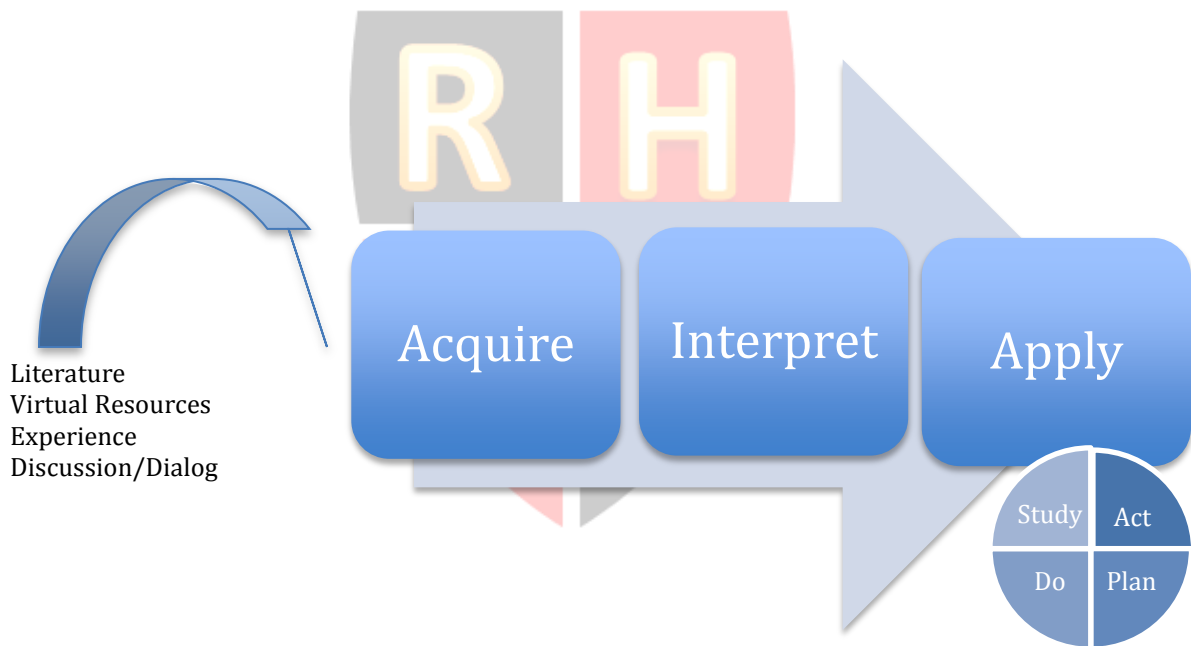 R H
Acquire
Interpret
Apply
Literature
Virtual Resources
Experience
Discussion/Dialog
Study
Act
Do
Plan